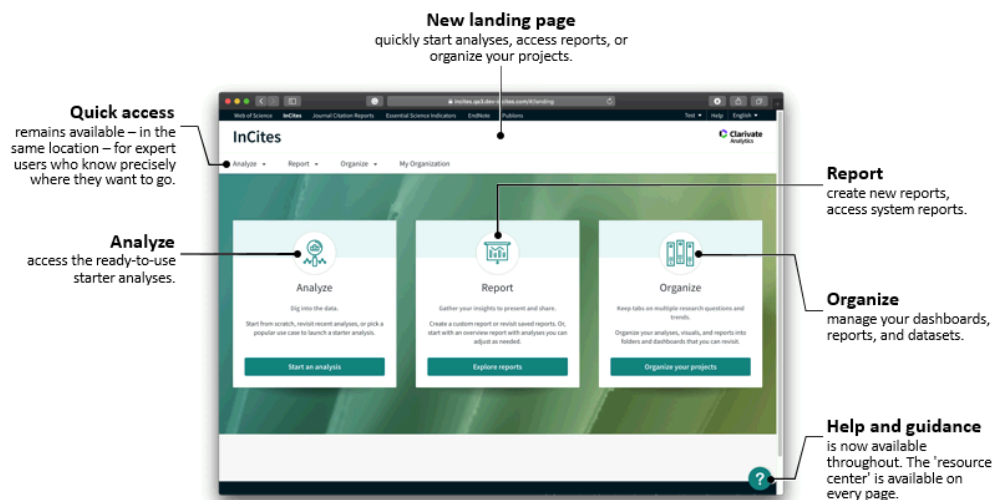 New landing page
quickly start analyses, access reports, or
organize your projects.
Quick access
remains available – in the
same location – for expert
users who know precisely
where they want to go.
Analyze
access the ready-to-use
starter analyses.
incites.qa3.dev-incites.com/#/landing
Web of Science InCites Journal Citation Reports Essential Science Indicators EndNote Publons Test Help English
InCites
Clarivate
Analytics
Analyze Report Organize My Organization
Analyze
Dig into the data.
Start from scratch, revisit recent analyses, or pick a
popular use case to launch a starter analysis.
Start an analysis
Report
Gather your insights to present and share.
Create a custom report or revisit saved reports. Or,
start with an overview report with analyses you can
adjust as needed.
Explore reports
Organize
Keep tabs on multiple research questions and
trends.
Organize your analyses, visuals, and reports into
folders and dashboards that you can revisit.
Organize your projects
Report
create new reports,
access system reports.
Organize
manage your dashboards,
reports, and datasets.
Help and guidance
is now available
throughout. The 'resource
center' is available on
every page.
?